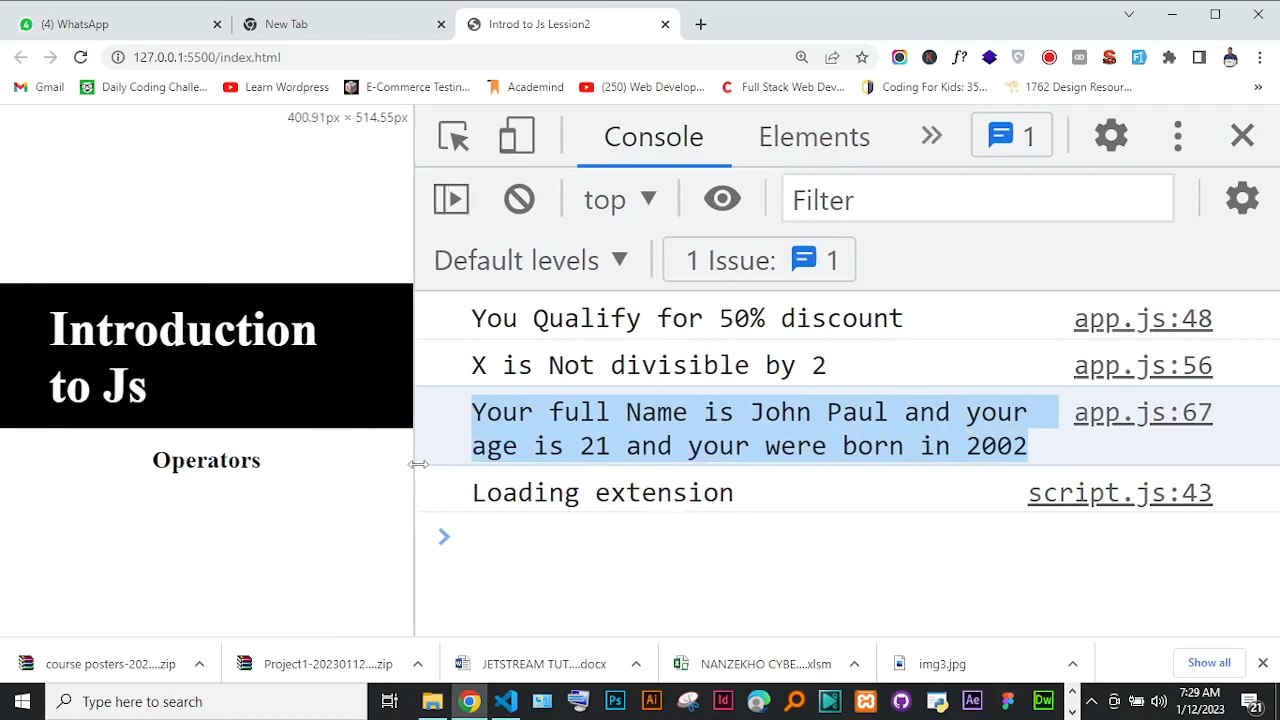 (4) WhatsApp
New Tab
Introd to Js Lession2
127.0.0.1:5500/index.html
Gmail
Daily Coding Challe...
Learn Wordpress
E-Commerce Testin...
Academind
(250) Web Develop...
Full Stack Web Dev...
Coding For Kids: 35...
1762 Design Resour...
»
400.91px × 514.55px
Console
Elements
1
top
Filter
Default levels
1 Issue: 1
You Qualify for 50% discount app.js:48
X is Not divisible by 2 app.js:56
Your full Name is John Paul and your app.js:67
age is 21 and your were born in 2002
Loading extension script.js:43
Introduction
to Js
Operators
course posters-202....zip
Project1-20230112....zip
JETSTREAM TUT....docx
NANZEKHO CYBE....xlsm
img3.jpg
Show all
Type here to search
Ps
Ai
Id
Ae
Dw
7:29 AM
1/12/2023
21